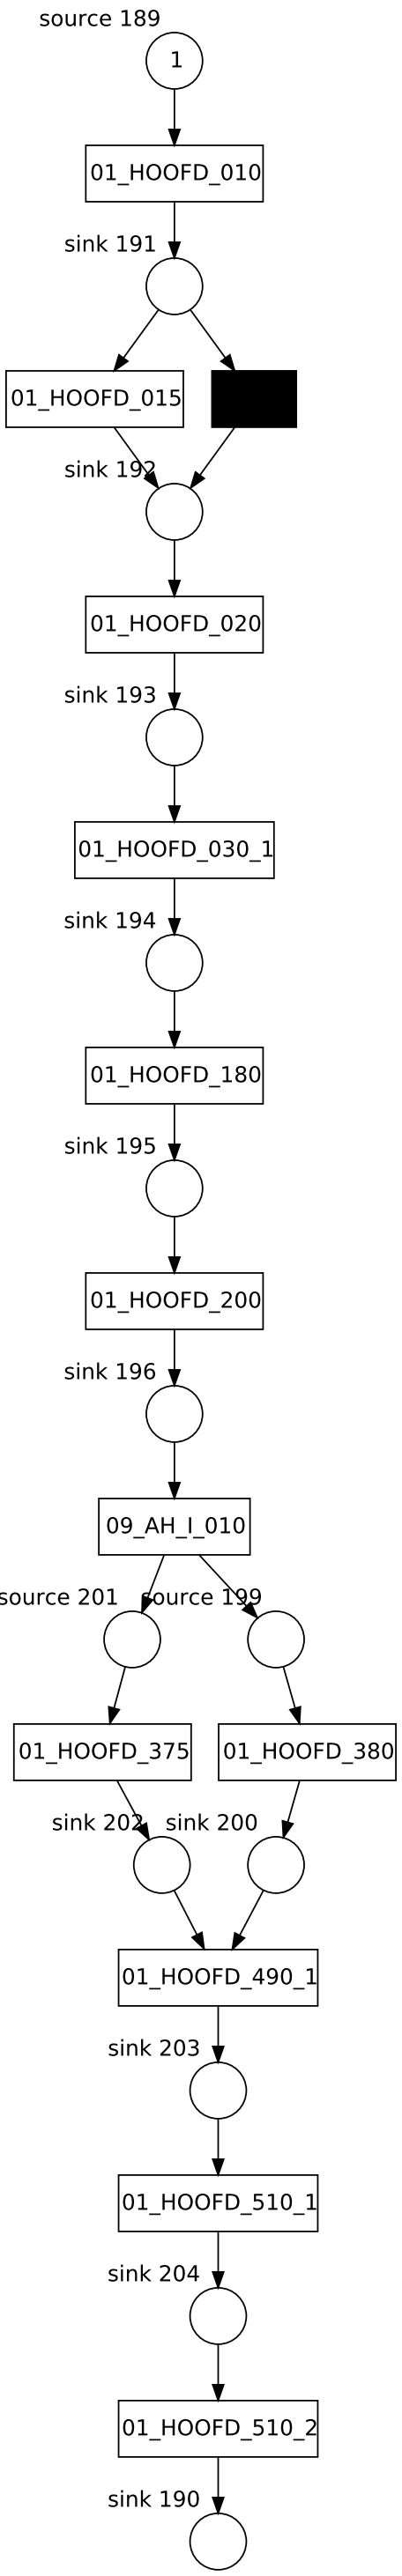 source 189
1
01_HOOFD_010
sink 191
01_HOOFD_015
sink 192
01_HOOFD_020
sink 193
01_HOOFD_030_1
sink 194
01_HOOFD_180
sink 195
01_HOOFD_200
sink 196
09_AH_I_010
source 201
source 199
01_HOOFD_375
01_HOOFD_380
sink 202
sink 200
01_HOOFD_490_1
sink 203
01_HOOFD_510_1
sink 204
01_HOOFD_510_2
sink 190